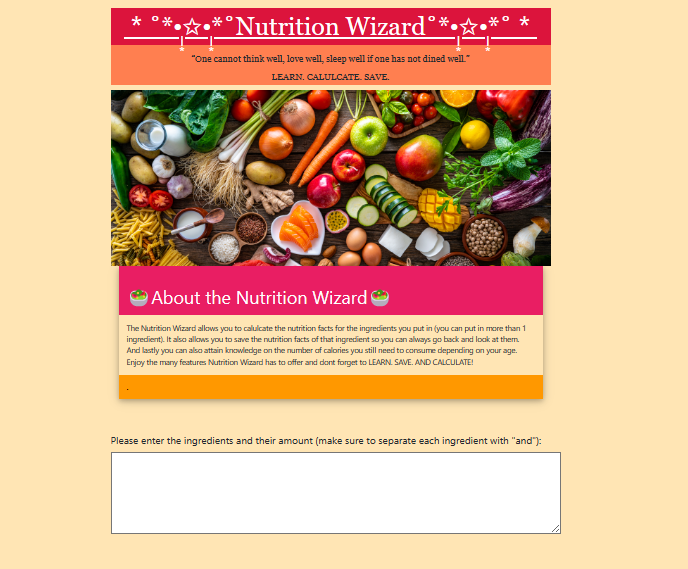 * °*•¸☆¸•*°Nutrition Wizard°*•¸☆¸•*° *
“One cannot think well, love well, sleep well if one has not dined well.”
LEARN. CALULCATE. SAVE.
🥗About the Nutrition Wizard🥗
The Nutrition Wizard allows you to calulcate the nutrition facts for the ingredients you put in (you can put in more than 1
ingredient). It also allows you to save the nutrition facts of that ingredient so you can always go back and look at them.
And lastly you can also attain knowledge on the number of calories you still need to consume depending on your age.
Enjoy the many features Nutrition Wizard has to offer and dont forget to LEARN. SAVE. AND CALCULATE!
.
Please enter the ingredients and their amount (make sure to separate each ingredient with "and"):